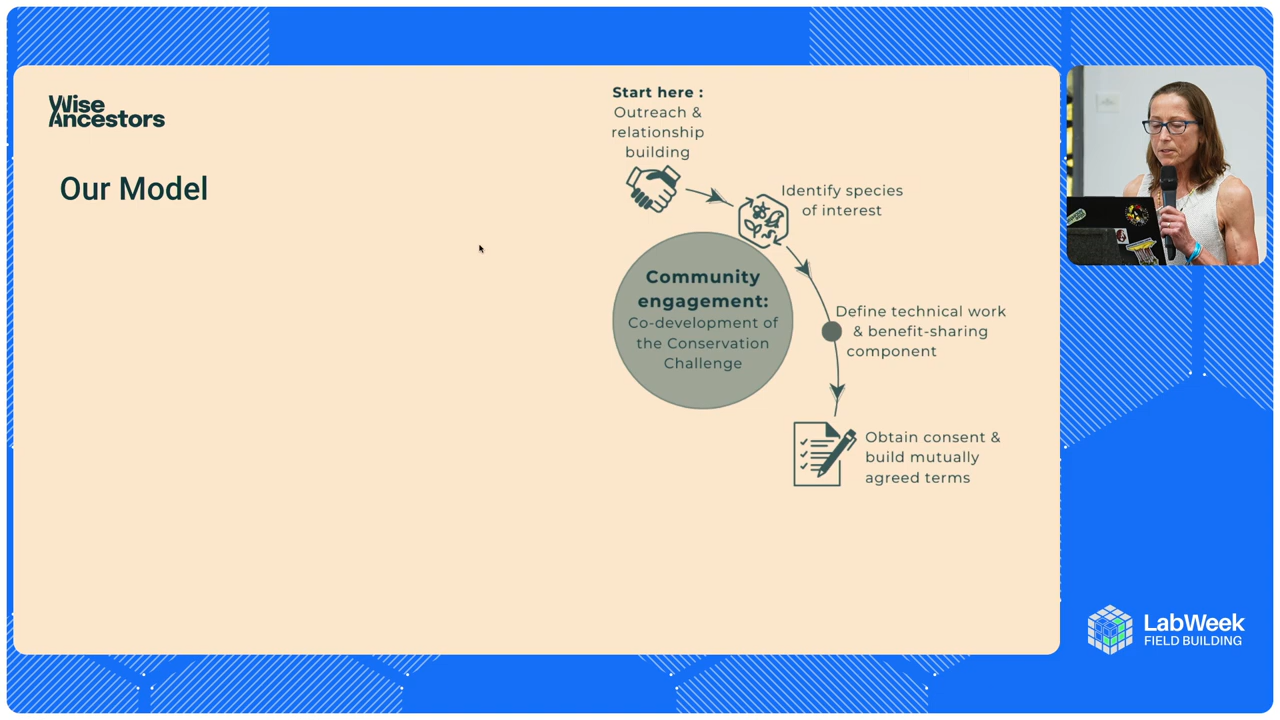 Wise
Ancestors
Our Model
Start here :
Outreach &
relationship
building
Identify species
of interest
Community
engagement:
Co-development of
the Conservation
Challenge
Define technical work
& benefit-sharing
component
Obtain consent &
build mutually
agreed terms
LabWeek
FIELD BUILDING